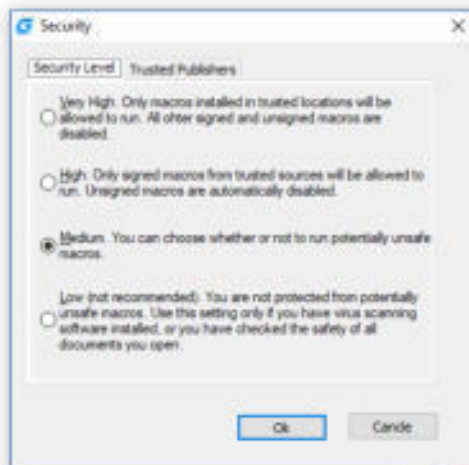 Security
Security Level Trusted Publishers
Very High. Only macros installed in trusted locations will be
allowed to run. All ohter signed and unsigned macros are
disabled.
High. Only signed macros from trusted sources will be allowed to
run. Unsigned macros are automatically disabled.
Medium. You can choose whether or not to run potentially unsafe
macros.
Low (not recommended). You are not protected from potentially
unsafe macros. Use this setting only if you have virus scanning
software installed, or you have checked the safety of all
documents you open.
Ok Cancle